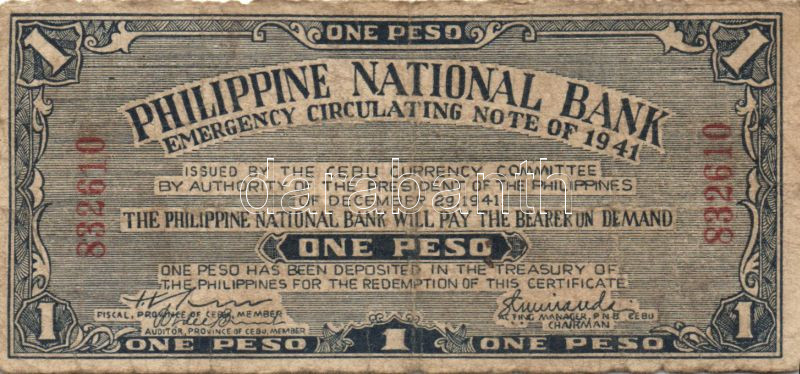 1 ONE PESO 1
PHILIPPINE NATIONAL BANK
EMERGENCY CIRCULATING NOTE OF 1941
832610
832610
ISSUED BY THE CEBU CURRENCY COMMITTEE
BY AUTHORITY OF THE PRESIDENT OF THE PHILIPPINES
OF DECEMBER 29, 1941
THE PHILIPPINE NATIONAL BANK WILL PAY THE BEARER ON DEMAND
ONE PESO
ONE PESO HAS BEEN DEPOSITED IN THE TREASURY OF
THE PHILIPPINES FOR THE REDEMPTION OF THIS CERTIFICATE
FISCAL, PROVINCE OF CEBU, MEMBER
AUDITOR, PROVINCE OF CEBU, MEMBER
ACTING MANAGER, P.N.B. CEBU
CHAIRMAN
1 ONE PESO 1 ONE PESO 1
darabanth